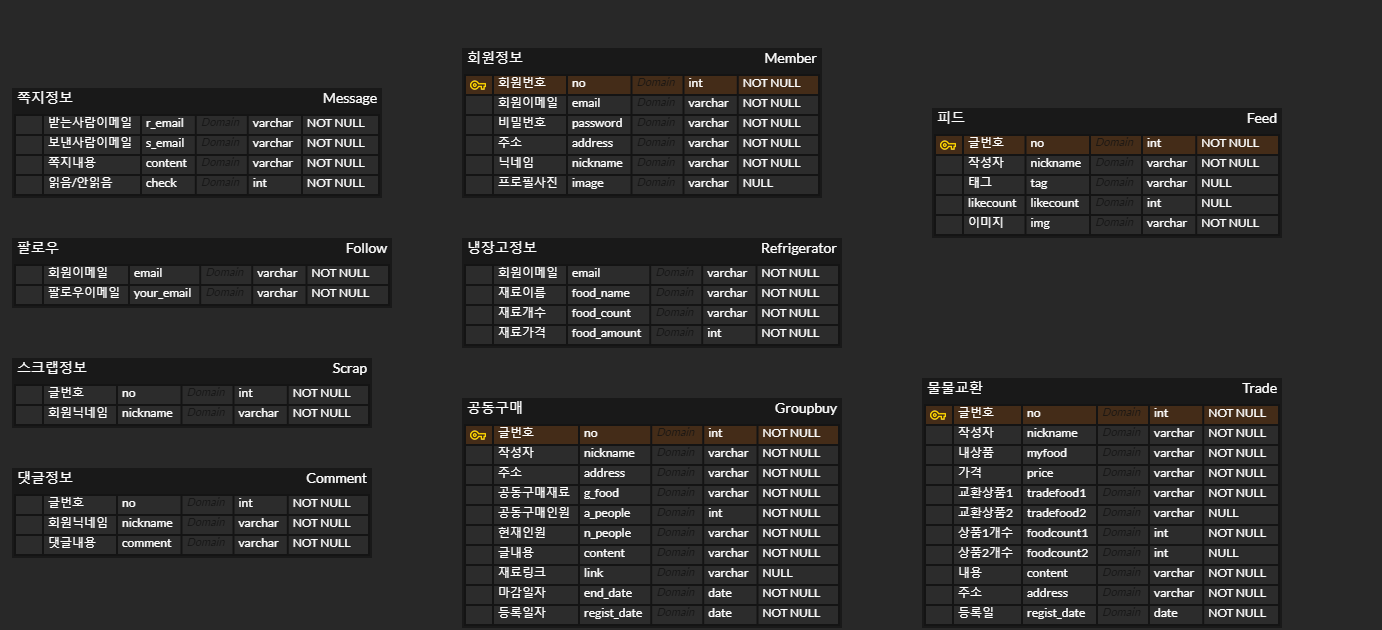 쪽지정보 Message
받는사람이메일 r_email Domain varchar NOT NULL
보낸사람이메일 s_email Domain varchar NOT NULL
쪽지내용 content Domain varchar NOT NULL
읽음/안읽음 check Domain int NOT NULL
팔로우 Follow
회원이메일 email Domain varchar NOT NULL
팔로우이메일 your_email Domain varchar NOT NULL
스크랩정보 Scrap
글번호 no Domain int NOT NULL
회원닉네임 nickname Domain varchar NOT NULL
댓글정보 Comment
글번호 no Domain int NOT NULL
회원닉네임 nickname Domain varchar NOT NULL
댓글내용 comment Domain varchar NOT NULL
회원정보 Member
회원번호 no Domain int NOT NULL
회원이메일 email Domain varchar NOT NULL
비밀번호 password Domain varchar NOT NULL
주소 address Domain varchar NOT NULL
닉네임 nickname Domain varchar NOT NULL
프로필사진 image Domain varchar NULL
냉장고정보 Refrigerator
회원이메일 email Domain varchar NOT NULL
재료이름 food_name Domain varchar NOT NULL
재료개수 food_count Domain varchar NOT NULL
재료가격 food_amount Domain int NOT NULL
공동구매 Groupbuy
글번호 no Domain int NOT NULL
작성자 nickname Domain varchar NOT NULL
주소 address Domain varchar NOT NULL
공동구매재료 g_food Domain varchar NOT NULL
공동구매인원 a_people Domain int NOT NULL
현재인원 n_people Domain varchar NOT NULL
글내용 content Domain varchar NOT NULL
재료링크 link Domain varchar NULL
마감일자 end_date Domain date NOT NULL
등록일자 regist_date Domain date NOT NULL
피드 Feed
글번호 no Domain int NOT NULL
작성자 nickname Domain varchar NOT NULL
태그 tag Domain varchar NULL
likecount likecount Domain int NULL
이미지 img Domain varchar NOT NULL
물물교환 Trade
글번호 no Domain int NOT NULL
작성자 nickname Domain varchar NOT NULL
내상품 myfood Domain varchar NOT NULL
가격 price Domain varchar NOT NULL
교환상품1 tradefood1 Domain varchar NOT NULL
교환상품2 tradefood2 Domain varchar NULL
상품1개수 foodcount1 Domain int NOT NULL
상품2개수 foodcount2 Domain int NULL
내용 content Domain varchar NOT NULL
주소 address Domain varchar NOT NULL
등록일 regist_date Domain date NOT NULL